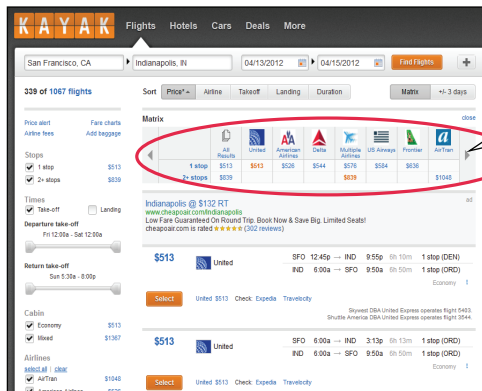 KAYAK Flights Hotels Cars Deals More
San Francisco, CA Indianapolis, IN 04/13/2012 04/15/2012 Find Flights +
339 of 1067 flights Sort Price* Airline Takeoff Landing Duration Matrix +/- 3 days
Matrix close
Price alert Fare charts
Airline fees Add baggage
All Results United American Airlines Delta Multiple Airlines US Airways Frontier AirTran
1 stop $513 $513 $526 $544 $576 $584 $636
2+ stops $839 $839 $1048
Stops
1 stop $513
2+ stops $839
Times
Take-off Landing
Departure take-off
Fri 12:00a - Sat 12:00a
Return take-off
Sun 5:30a - 8:00p
Cabin
Economy $513
Mixed $1367
Airlines
select all | clear
AirTran $1048
American Airlines $526
Indianapolis @ $132 RT ad
www.cheapoair.com/Indianapolis
Low Fare Guaranteed On Round Trip. Book Now & Save Big. Limited Seats!
cheapoair.com is rated ★★★★★ (302 reviews)
$513 United SFO 12:45p → IND 9:55p 6h 10m 1 stop (DEN)
IND 6:00a → SFO 9:50a 6h 50m 1 stop (ORD)
Economy
Select United $513 Check: Expedia Travelocity
Skywest DBA United Express operates flight 5403.
Shuttle America DBA United Express operates flight 3544.
$513 United SFO 6:00a → IND 3:13p 6h 13m 1 stop (ORD)
IND 6:00a → SFO 9:50a 6h 50m 1 stop (ORD)
Economy
Select United $513 Check: Expedia Travelocity